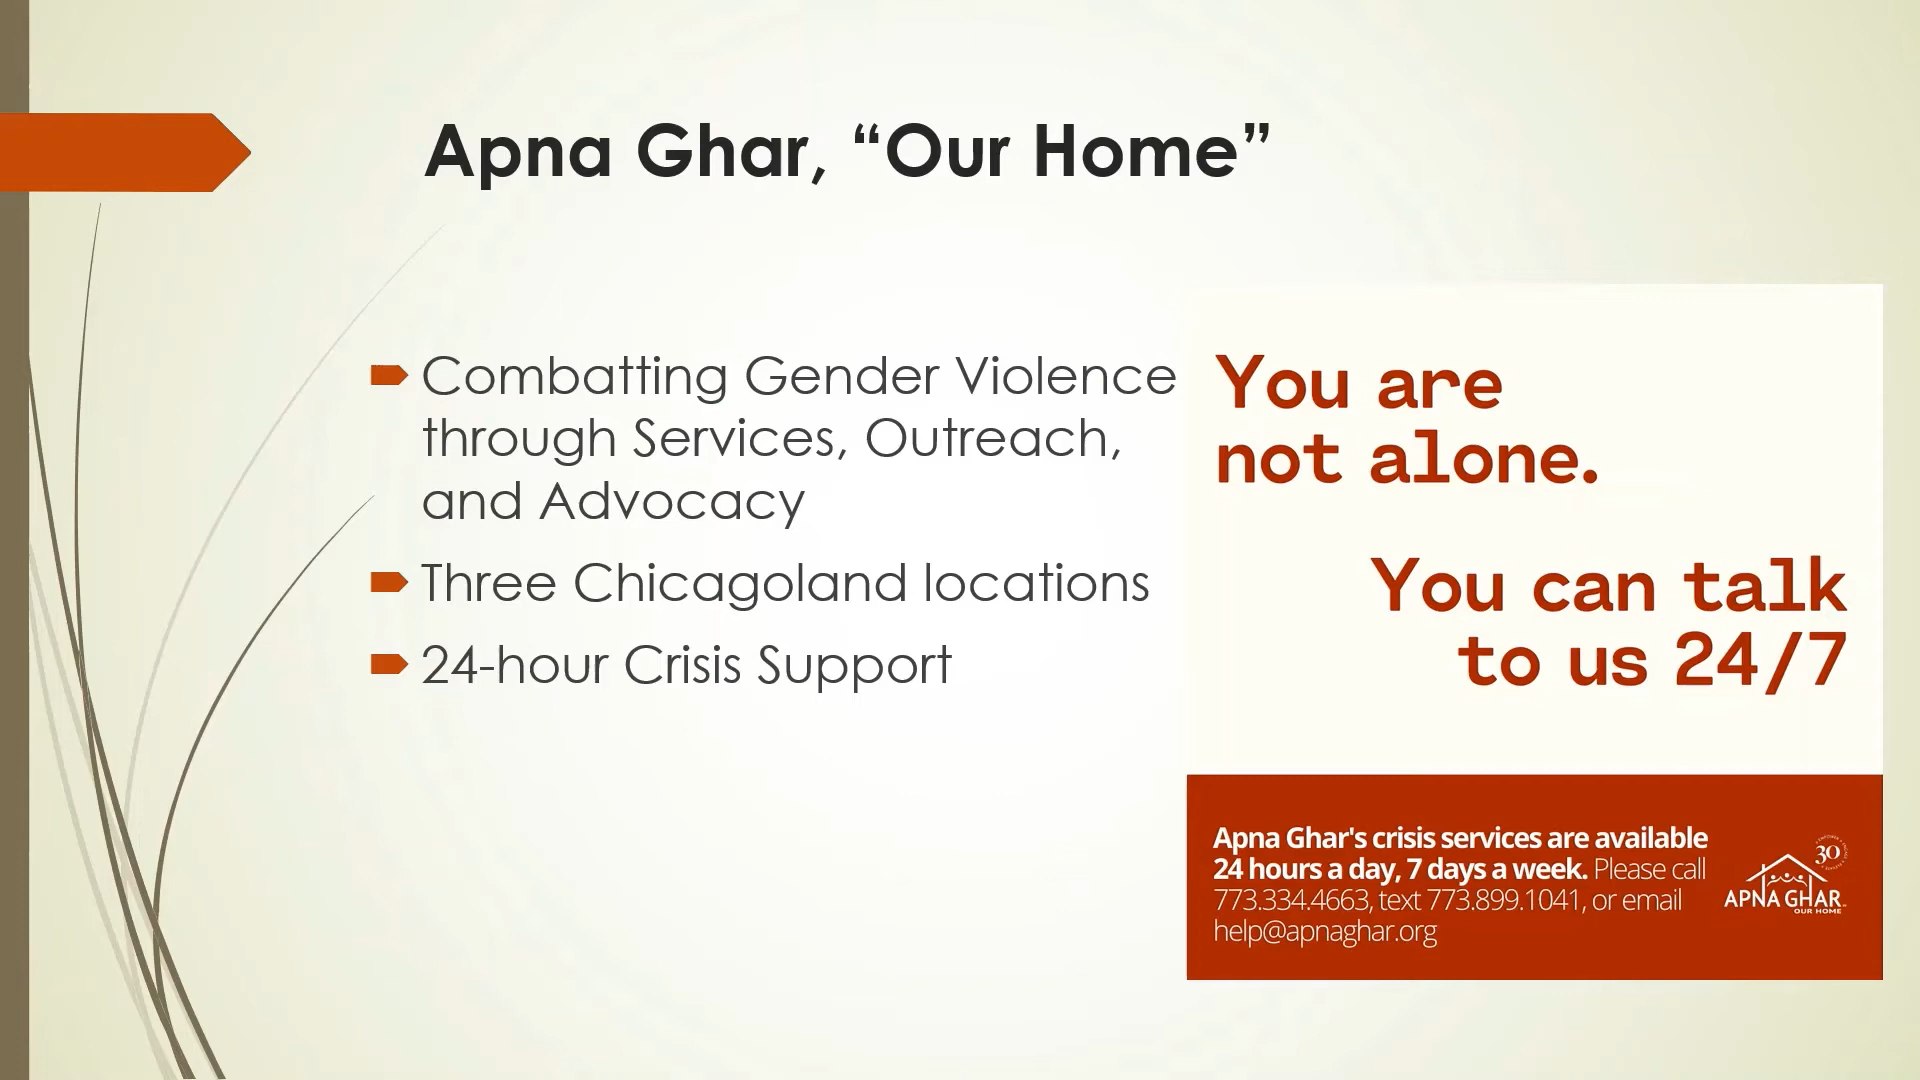 Apna Ghar, “Our Home”
Combatting Gender Violence
through Services, Outreach,
and Advocacy
Three Chicagoland locations
24-hour Crisis Support
You are
not alone.
You can talk
to us 24/7
Apna Ghar's crisis services are available
24 hours a day, 7 days a week. Please call
773.334.4663, text 773.899.1041, or email
help@apnaghar.org
30
APNA GHAR
OUR HOME